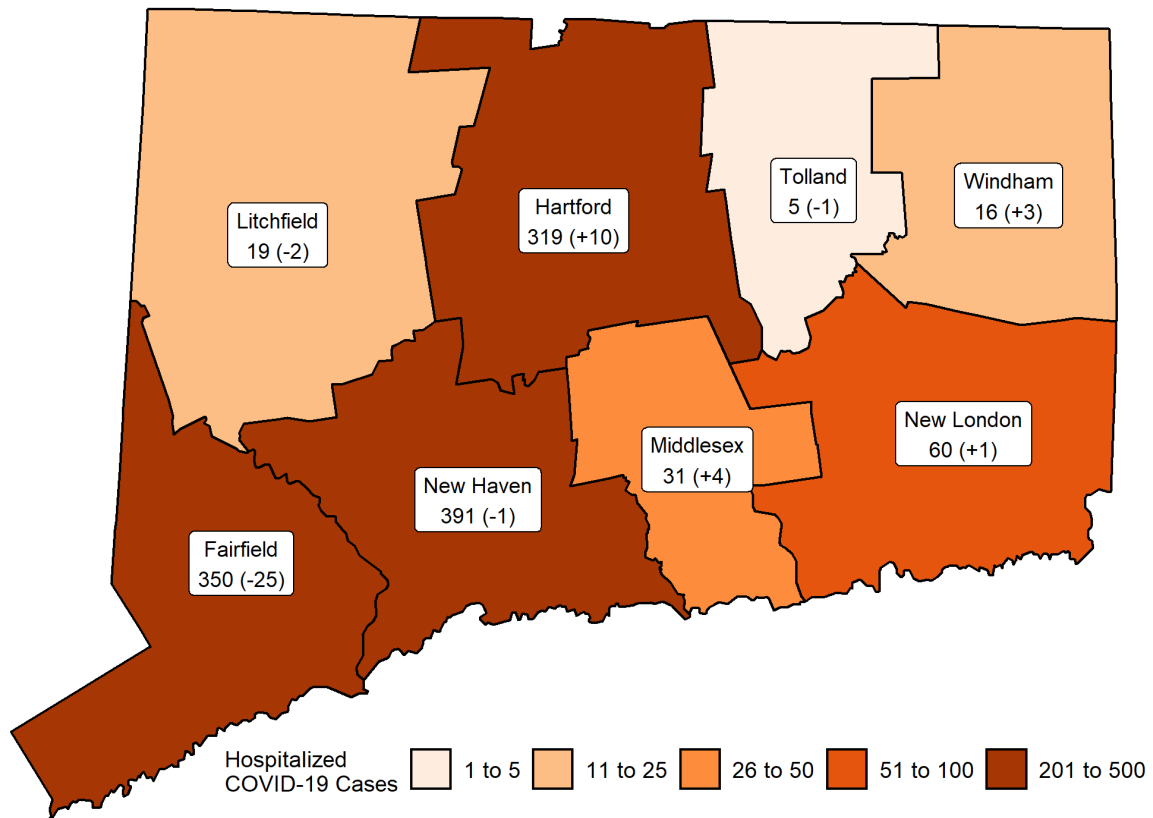 Tolland
5 (-1)
Windham
16 (+3)
Litchfield
19 (-2)
Hartford
319 (+10)
New London
60 (+1)
Middlesex
31 (+4)
New Haven
391 (-1)
Fairfield
350 (-25)
Hospitalized
COVID-19 Cases
1 to 5
11 to 25
26 to 50
51 to 100
201 to 500